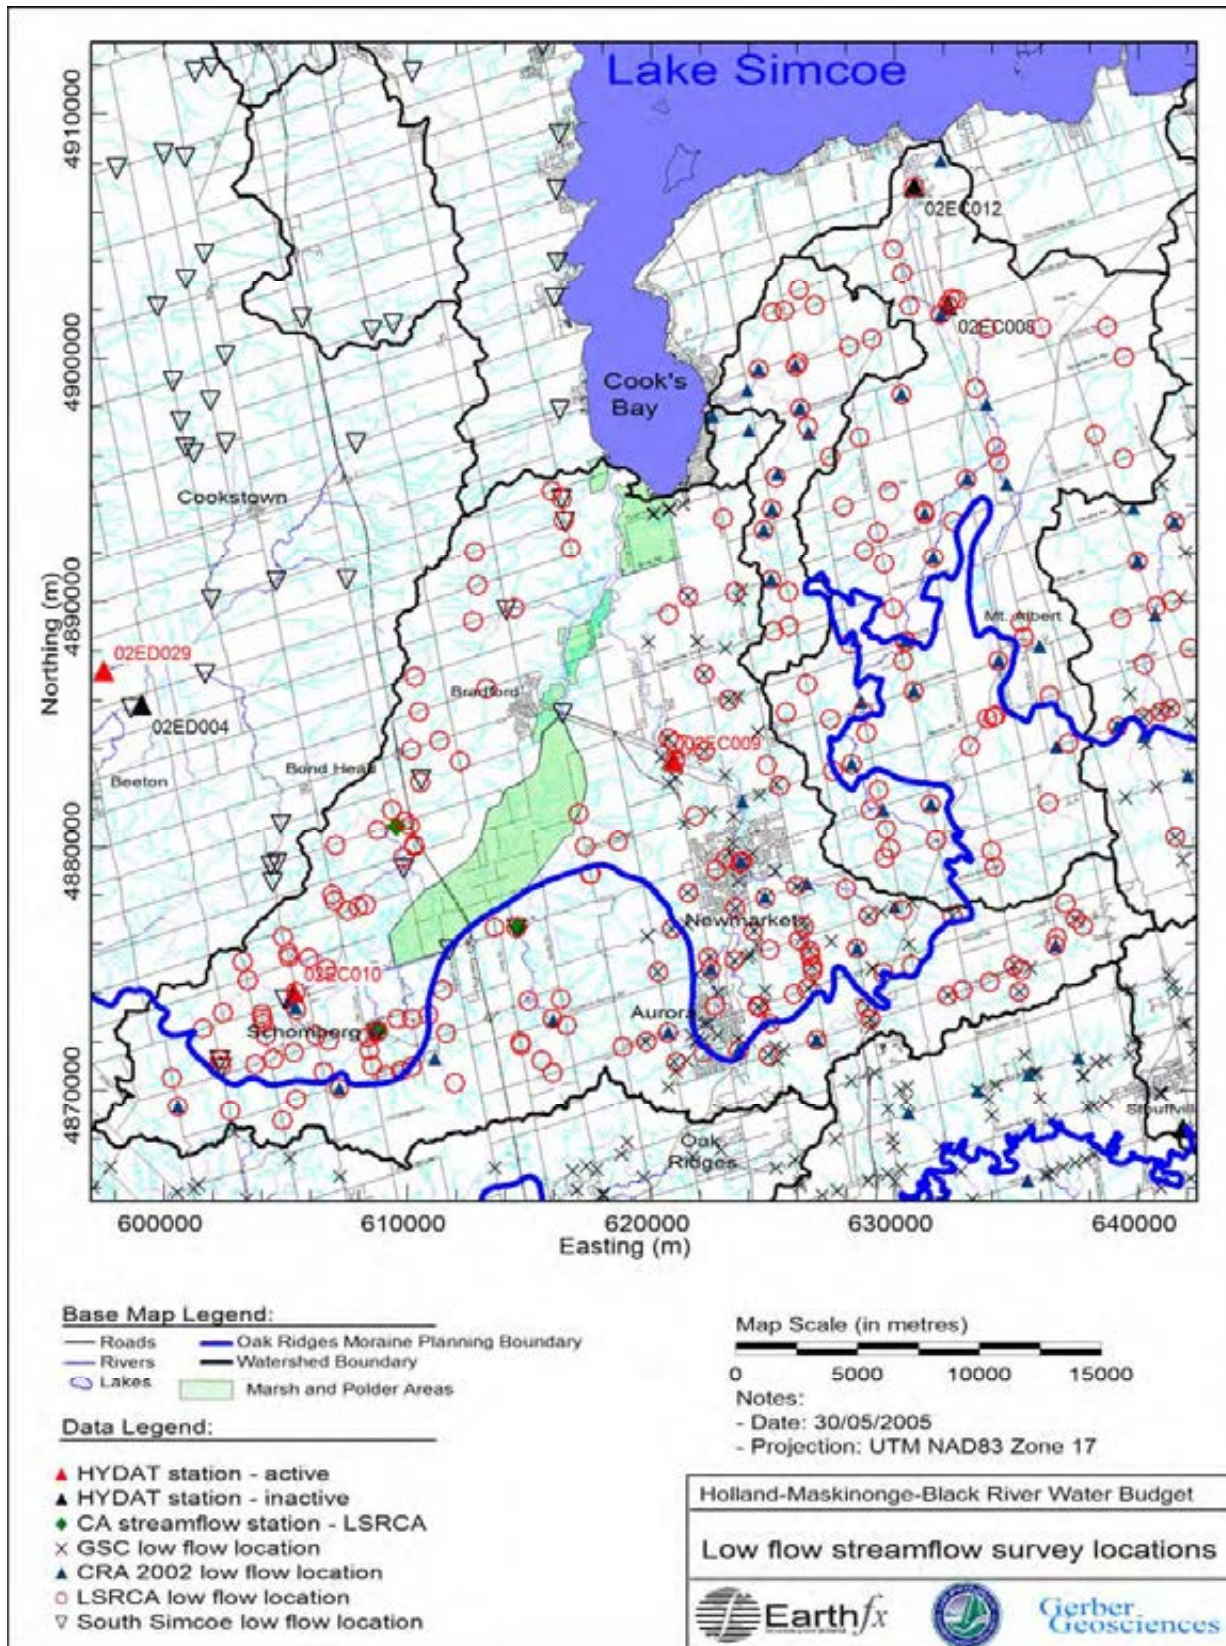 Lake Simcoe
4910000
02EC012
02EC008
4900000
Cook's
Bay
Cookstown
4890000
Mt. Albert
Northing (m)
02ED029
Bradford
02ED004
02EC009
Beeton
Bond Head
4880000
Newmarket
02EC010
Schomberg
Aurora
4870000
Oak
Ridges
600000
610000
620000
630000
640000
Easting (m)
Base Map Legend:
Roads
Oak Ridges Moraine Planning Boundary
Rivers
Watershed Boundary
Lakes
Marsh and Polder Areas
Data Legend:
HYDAT station - active
HYDAT station - inactive
CA streamflow station - LSRCA
GSC low flow location
CRA 2002 low flow location
LSRCA low flow location
South Simcoe low flow location
Map Scale (in metres)
0 5000 10000 15000
Notes:
- Date: 30/05/2005
- Projection: UTM NAD83 Zone 17
Holland-Maskinonge-Black River Water Budget
Low flow streamflow survey locations
Earthfx
Gerber
Geosciences